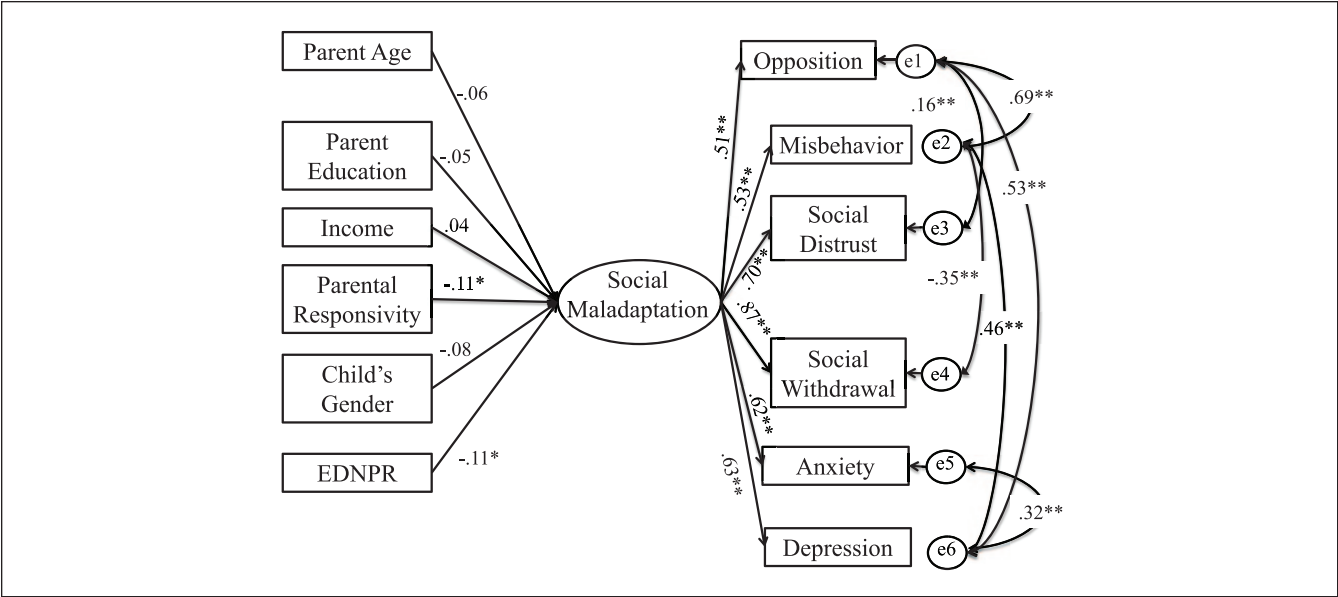 Parent Age
-.06
Parent
Education
-.05
Income
.04
Parental
Responsivity
-.11*
Child's
Gender
-.08
EDNPR
-.11*
Social
Maladaptation
.51**
.53**
.70**
.87**
.62**
.63**
Opposition
e1
Misbehavior
e2
Social
Distrust
e3
Social
Withdrawal
e4
Anxiety
e5
Depression
e6
.16**
.69**
.53**
-.35**
.46**
.32**